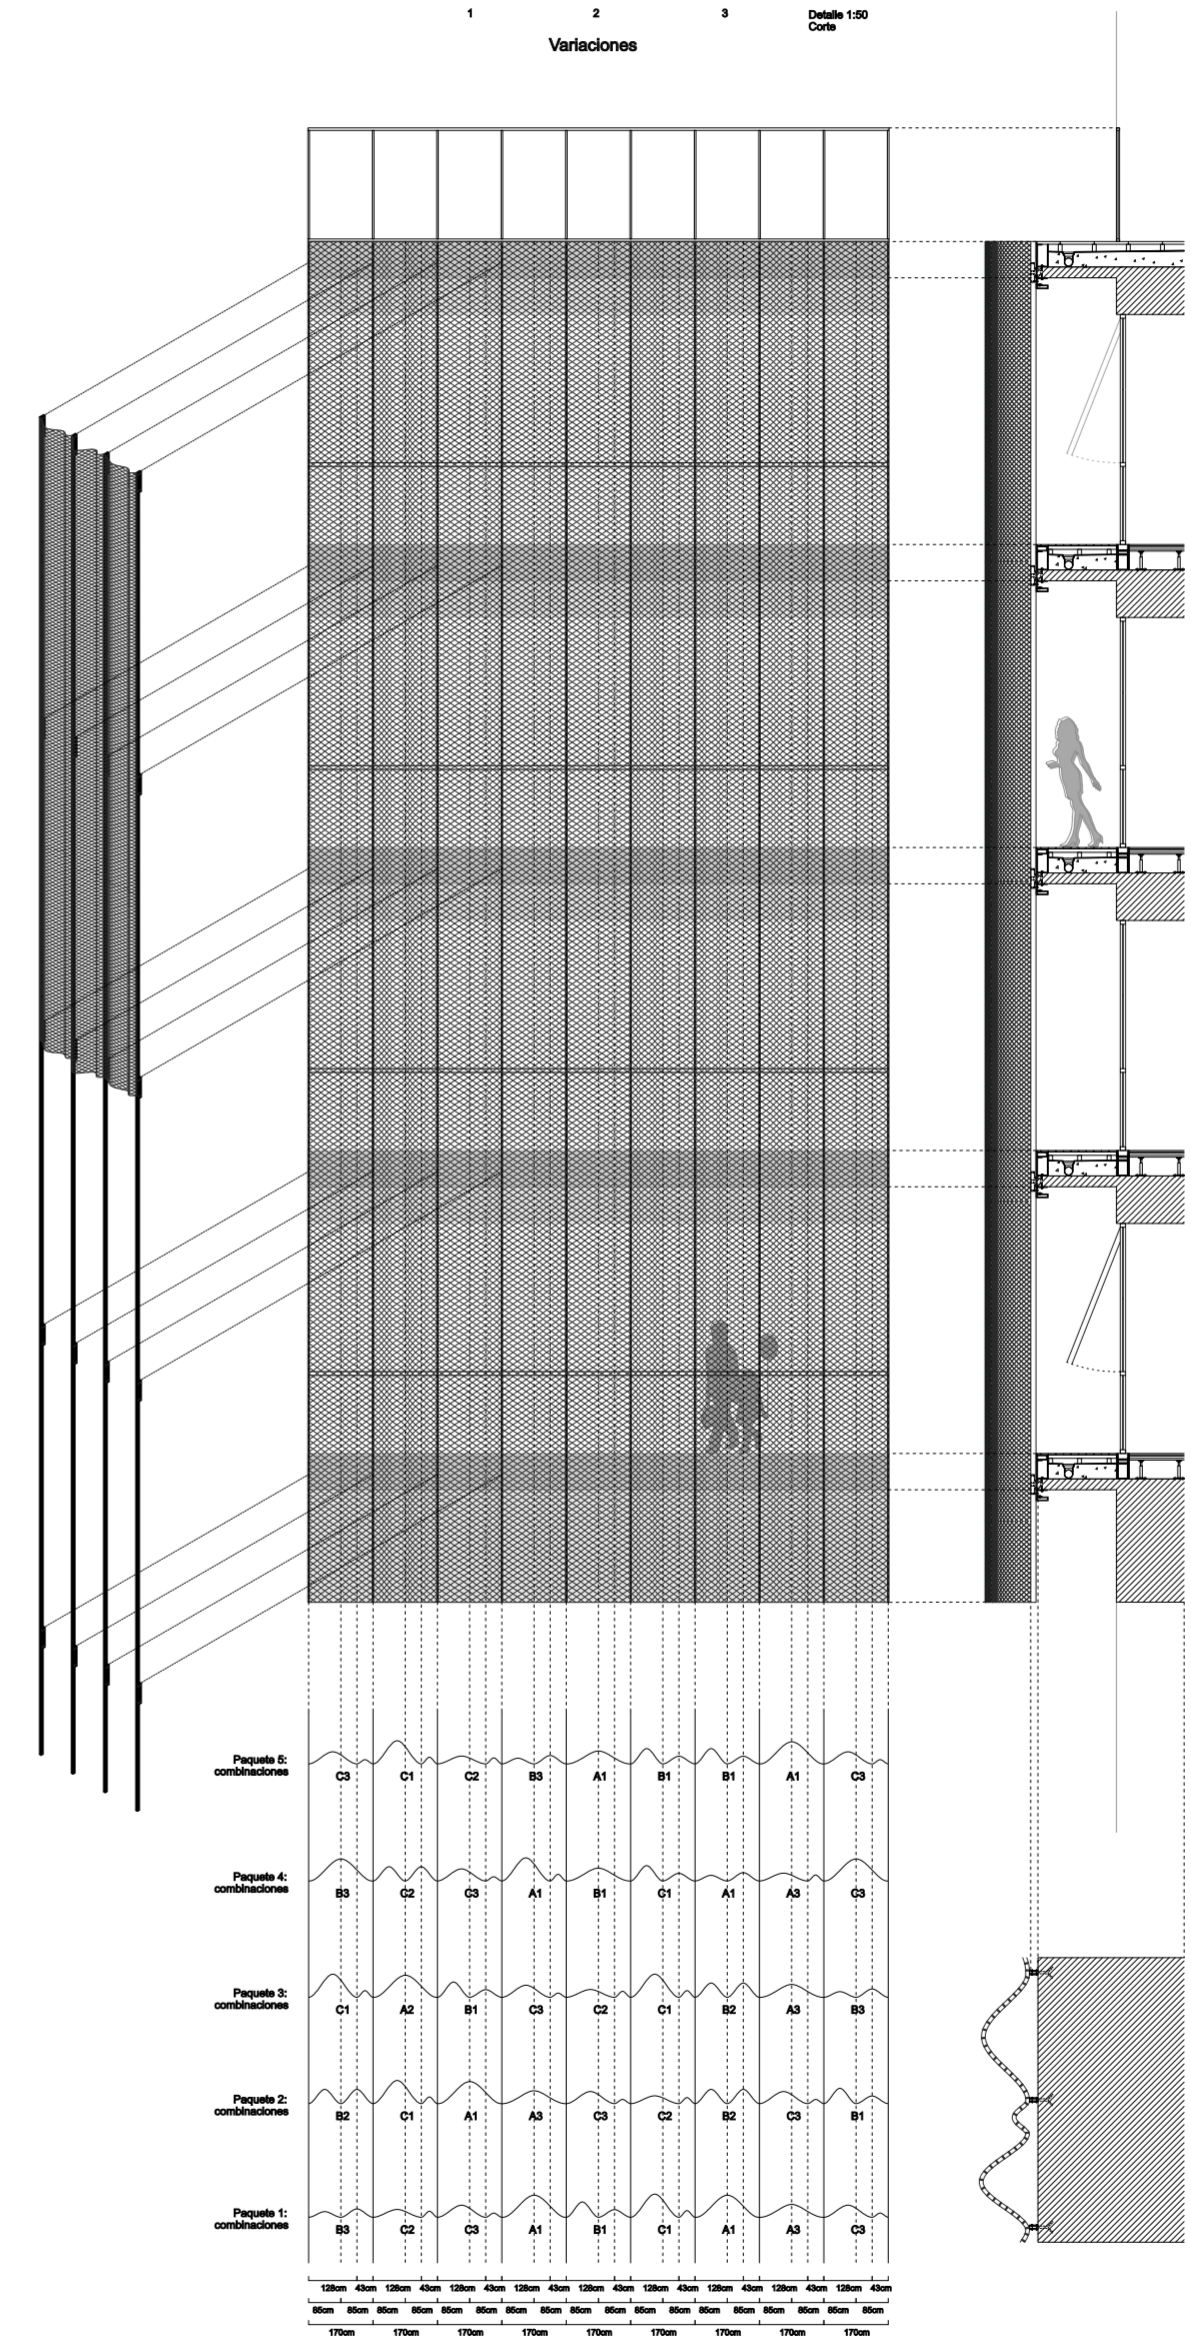 1 2 3
Detalle 1:50
Corte
Variaciones
Paquete 5:
combinaciones
C3 C1 C2 B3 A1 B1 B1 A1 C3
Paquete 4:
combinaciones
B3 C2 C3 A1 B1 C1 A1 A3 C3
Paquete 3:
combinaciones
C1 A2 B1 C3 C2 C1 B2 A3 B3
Paquete 2:
combinaciones
B2 C1 A1 A3 C3 C2 B2 C3 B1
Paquete 1:
combinaciones
B3 C2 C3 A1 B1 C1 A1 A3 C3
128cm 43cm 128cm 43cm 128cm 43cm 128cm 43cm 128cm 43cm 128cm 43cm 128cm 43cm 128cm 43cm 128cm 43cm
85cm 85cm 85cm 85cm 85cm 85cm 85cm 85cm 85cm 85cm 85cm 85cm 85cm 85cm 85cm 85cm 85cm 85cm
170cm 170cm 170cm 170cm 170cm 170cm 170cm 170cm 170cm